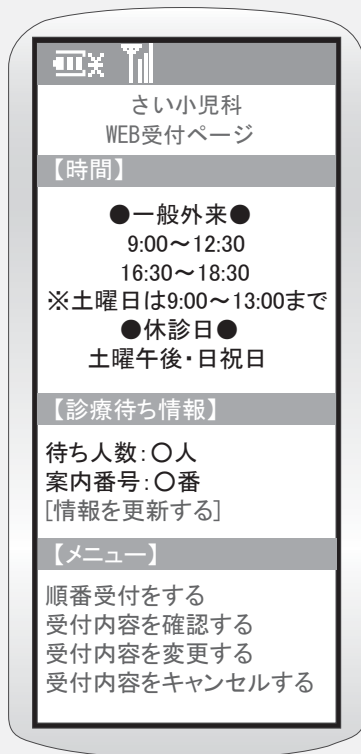 さい小児科
WEB受付ページ
【時間】
●一般外来●
9:00～12:30
16:30～18:30
※土曜日は9:00～13:00まで
●休診日●
土曜午後・日祝日
【診療待ち情報】
待ち人数:〇人
案内番号:〇番
[情報を更新する]
【メニュー】
順番受付をする
受付内容を確認する
受付内容を変更する
受付内容をキャンセルする